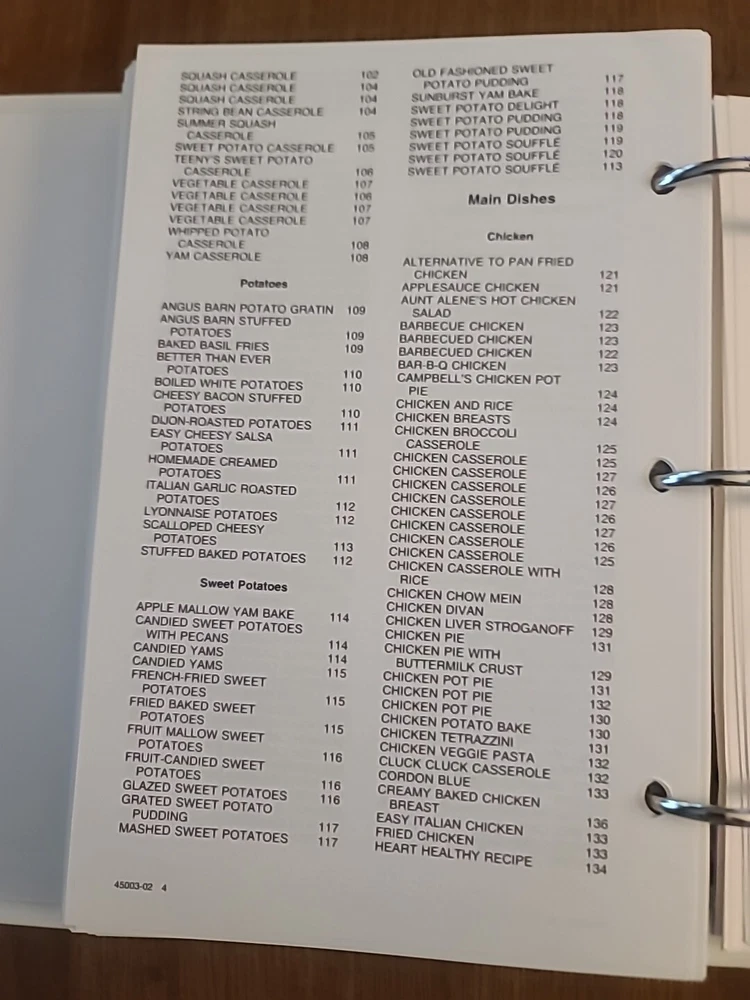 SQUASH CASSEROLE 102
SQUASH CASSEROLE 104
SQUASH CASSEROLE 104
STRING BEAN CASSEROLE 104
SUMMER SQUASH
CASSEROLE 105
SWEET POTATO CASSEROLE 105
TEENY'S SWEET POTATO
CASSEROLE 106
VEGETABLE CASSEROLE 107
VEGETABLE CASSEROLE 106
VEGETABLE CASSEROLE 107
VEGETABLE CASSEROLE 107
WHIPPED POTATO
CASSEROLE 108
YAM CASSEROLE 108
Potatoes
ANGUS BARN POTATO GRATIN 109
ANGUS BARN STUFFED
POTATOES 109
BAKED BASIL FRIES 109
BETTER THAN EVER
POTATOES 110
BOILED WHITE POTATOES 110
CHEESY BACON STUFFED
POTATOES 110
DIJON-ROASTED POTATOES 111
EASY CHEESY SALSA
POTATOES 111
HOMEMADE CREAMED
POTATOES 111
ITALIAN GARLIC ROASTED
POTATOES 112
LYONNAISE POTATOES 112
SCALLOPED CHEESY
POTATOES 113
STUFFED BAKED POTATOES 112
Sweet Potatoes
APPLE MALLOW YAM BAKE 114
CANDIED SWEET POTATOES
WITH PECANS 114
CANDIED YAMS 114
CANDIED YAMS 115
FRENCH-FRIED SWEET
POTATOES 115
FRIED BAKED SWEET
POTATOES 115
FRUIT MALLOW SWEET
POTATOES 116
FRUIT-CANDIED SWEET
POTATOES 116
GLAZED SWEET POTATOES 116
GRATED SWEET POTATO
PUDDING 117
MASHED SWEET POTATOES 117
45003-02 4
OLD FASHIONED SWEET
POTATO PUDDING 117
SUNBURST YAM BAKE 118
SWEET POTATO DELIGHT 118
SWEET POTATO PUDDING 118
SWEET POTATO PUDDING 119
SWEET POTATO SOUFFLÉ 119
SWEET POTATO SOUFFLÉ 120
SWEET POTATO SOUFFLÉ 113
Main Dishes
Chicken
ALTERNATIVE TO PAN FRIED
CHICKEN 121
APPLESAUCE CHICKEN 121
AUNT ALENE'S HOT CHICKEN
SALAD 122
BARBECUE CHICKEN 123
BARBECUED CHICKEN 123
BARBECUED CHICKEN 122
BAR-B-Q CHICKEN 123
CAMPBELL'S CHICKEN POT
PIE 124
CHICKEN AND RICE 124
CHICKEN BREASTS 124
CHICKEN BROCCOLI
CASSEROLE 125
CHICKEN CASSEROLE 125
CHICKEN CASSEROLE 127
CHICKEN CASSEROLE 126
CHICKEN CASSEROLE 127
CHICKEN CASSEROLE 126
CHICKEN CASSEROLE 127
CHICKEN CASSEROLE 126
CHICKEN CASSEROLE 125
CHICKEN CASSEROLE WITH
RICE 128
CHICKEN CHOW MEIN 128
CHICKEN DIVAN 128
CHICKEN LIVER STROGANOFF 129
CHICKEN PIE 131
CHICKEN PIE WITH
BUTTERMILK CRUST 129
CHICKEN POT PIE 131
CHICKEN POT PIE 132
CHICKEN POT PIE 130
CHICKEN POTATO BAKE 130
CHICKEN TETRAZZINI 131
CHICKEN VEGGIE PASTA 132
CLUCK CLUCK CASSEROLE 132
CORDON BLUE 133
CREAMY BAKED CHICKEN
BREAST 136
EASY ITALIAN CHICKEN 133
FRIED CHICKEN 133
HEART HEALTHY RECIPE 134